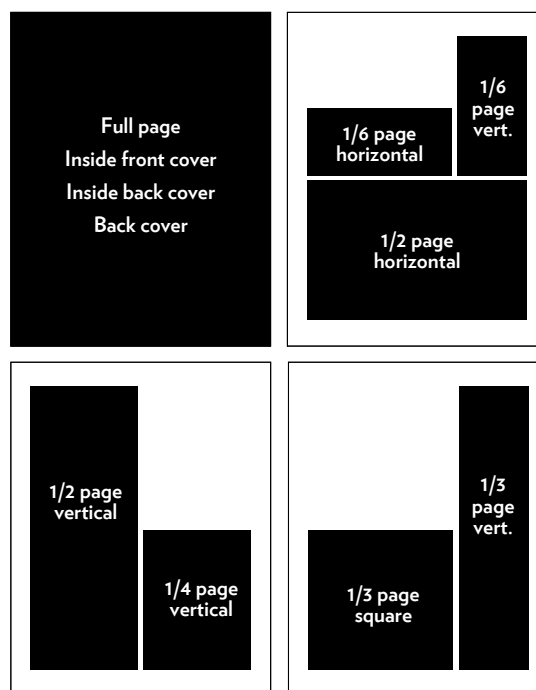 Full page
Inside front cover
Inside back cover
Back cover
1/6 page
horizontal
1/6
page
vert.
1/2 page
horizontal
1/2 page
vertical
1/4 page
vertical
1/3 page
square
1/3
page
vert.